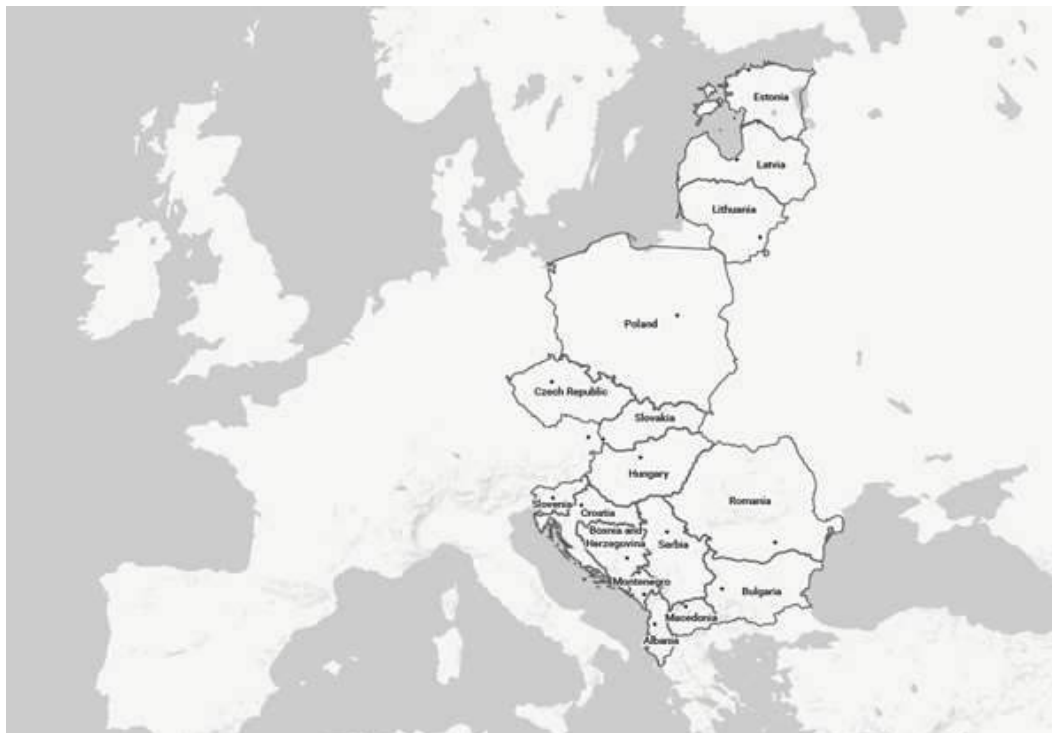 Estonia
Latvia
Lithuania
Poland
Czech Republic
Slovakia
Hungary
Romania
Slovenia
Croatia
Bosnia and
Herzegovina
Serbia
Montenegro
Bulgaria
Macedonia
Albania